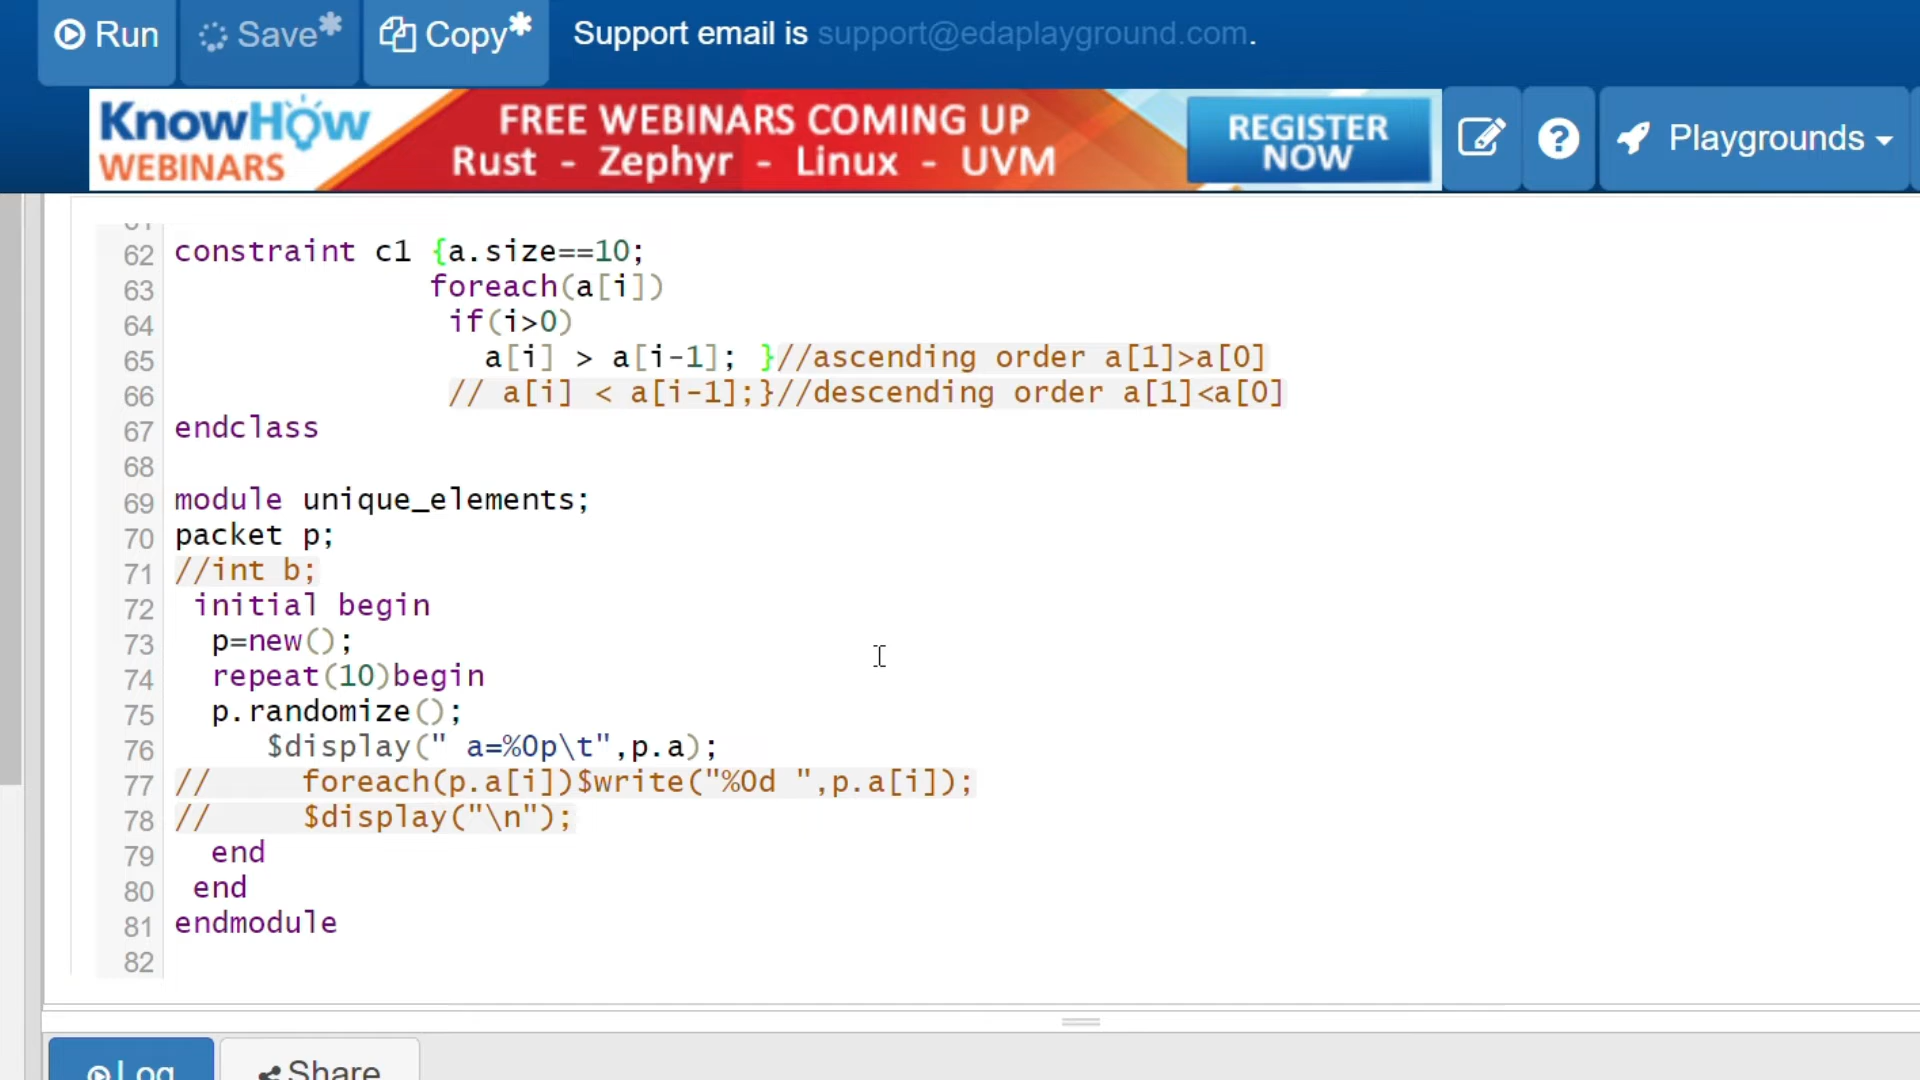 Run Save* Copy* Support email is support@edaplayground.com.
KnowHow WEBINARS
FREE WEBINARS COMING UP
Rust - Zephyr - Linux - UVM
REGISTER NOW
? Playgrounds
62 constraint c1 {a.size==10;
63 foreach(a[i])
64 if(i>0)
65 a[i] > a[i-1]; }//ascending order a[1]>a[0]
66 // a[i] < a[i-1];}//descending order a[1]<a[0]
67 endclass
68
69 module unique_elements;
70 packet p;
71 //int b;
72 initial begin
73 p=new();
74 repeat(10)begin
75 p.randomize();
76 $display(" a=%0p\t",p.a);
77 // foreach(p.a[i])$write("%0d ",p.a[i]);
78 // $display("\n");
79 end
80 end
81 endmodule
82
Log Share